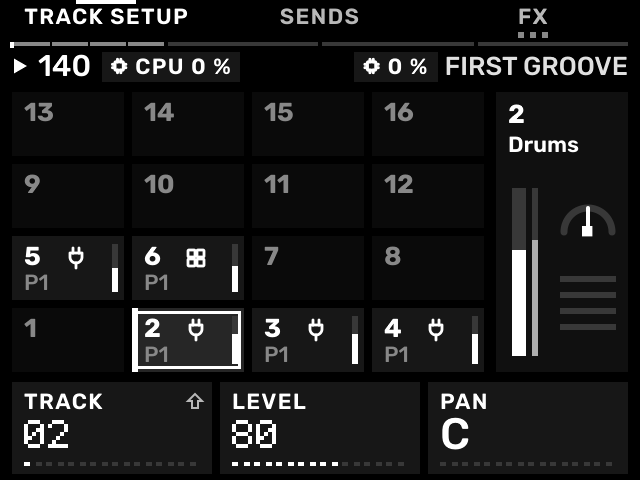 TRACK SETUP SENDS FX
140 CPU 0 % 0 % FIRST GROOVE
13 14 15 16
2
Drums
9 10 11 12
5 6 7 8
P1 P1
1 2 3 4
P1 P1 P1
TRACK LEVEL PAN
02 80 C